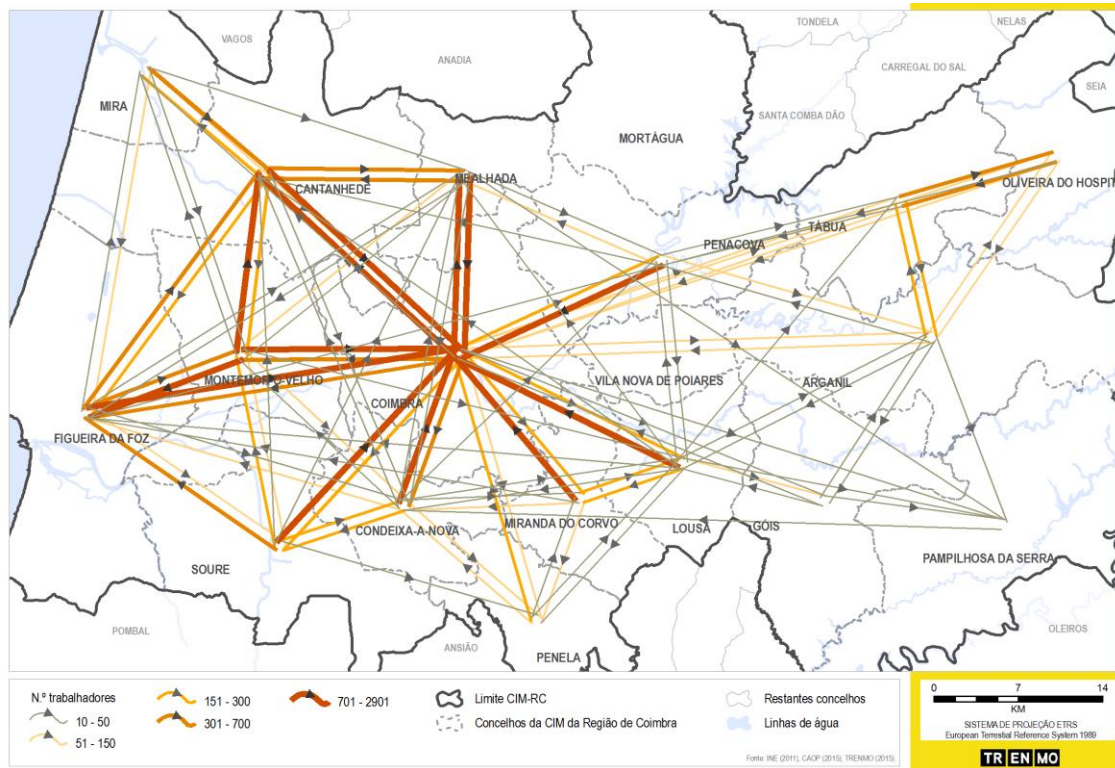 TONDELA
NELAS
VAGOS
ANADIA
CARREGAL DO SAL
SEIA
MIRA
SANTA COMBA DÃO
MORTÁGUA
MEALHADA
CANTANHEDE
OLIVEIRA DO HOSPIT
TÁBUA
PENACOVA
MONTEMOR-O-VELHO
VILA NOVA DE POIARES
ARGANIL
COIMBRA
FIGUEIRA DA FOZ
MIRANDA DO CORVO
CONDEIXA-A-NOVA
LOUSÃ
GÓIS
PAMPILHOSA DA SERRA
SOURE
POMBAL
ANSIÃO
PENELA
OLEIROS
N.º trabalhadores
10 - 50
51 - 150
151 - 300
301 - 700
701 - 2901
Limite CIM-RC
Concelhos da CIM da Região de Coimbra
Restantes concelhos
Linhas de água
Fonte: INE (2011), CAOP (2015), TRENMO (2015).
0 7 14
KM
SISTEMA DE PROJEÇÃO ETRS
European Terrestial Reference System 1989
TR EN MO